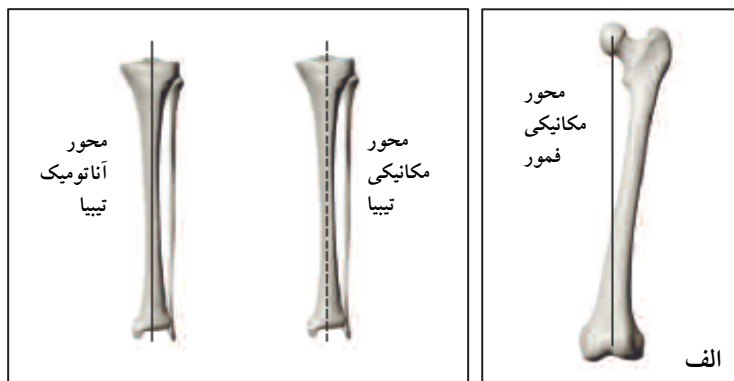 محور
مکانیکی
فمور
الف
محور
مکانیکی
تیبیا
محور
آناتومیک
تیبیا